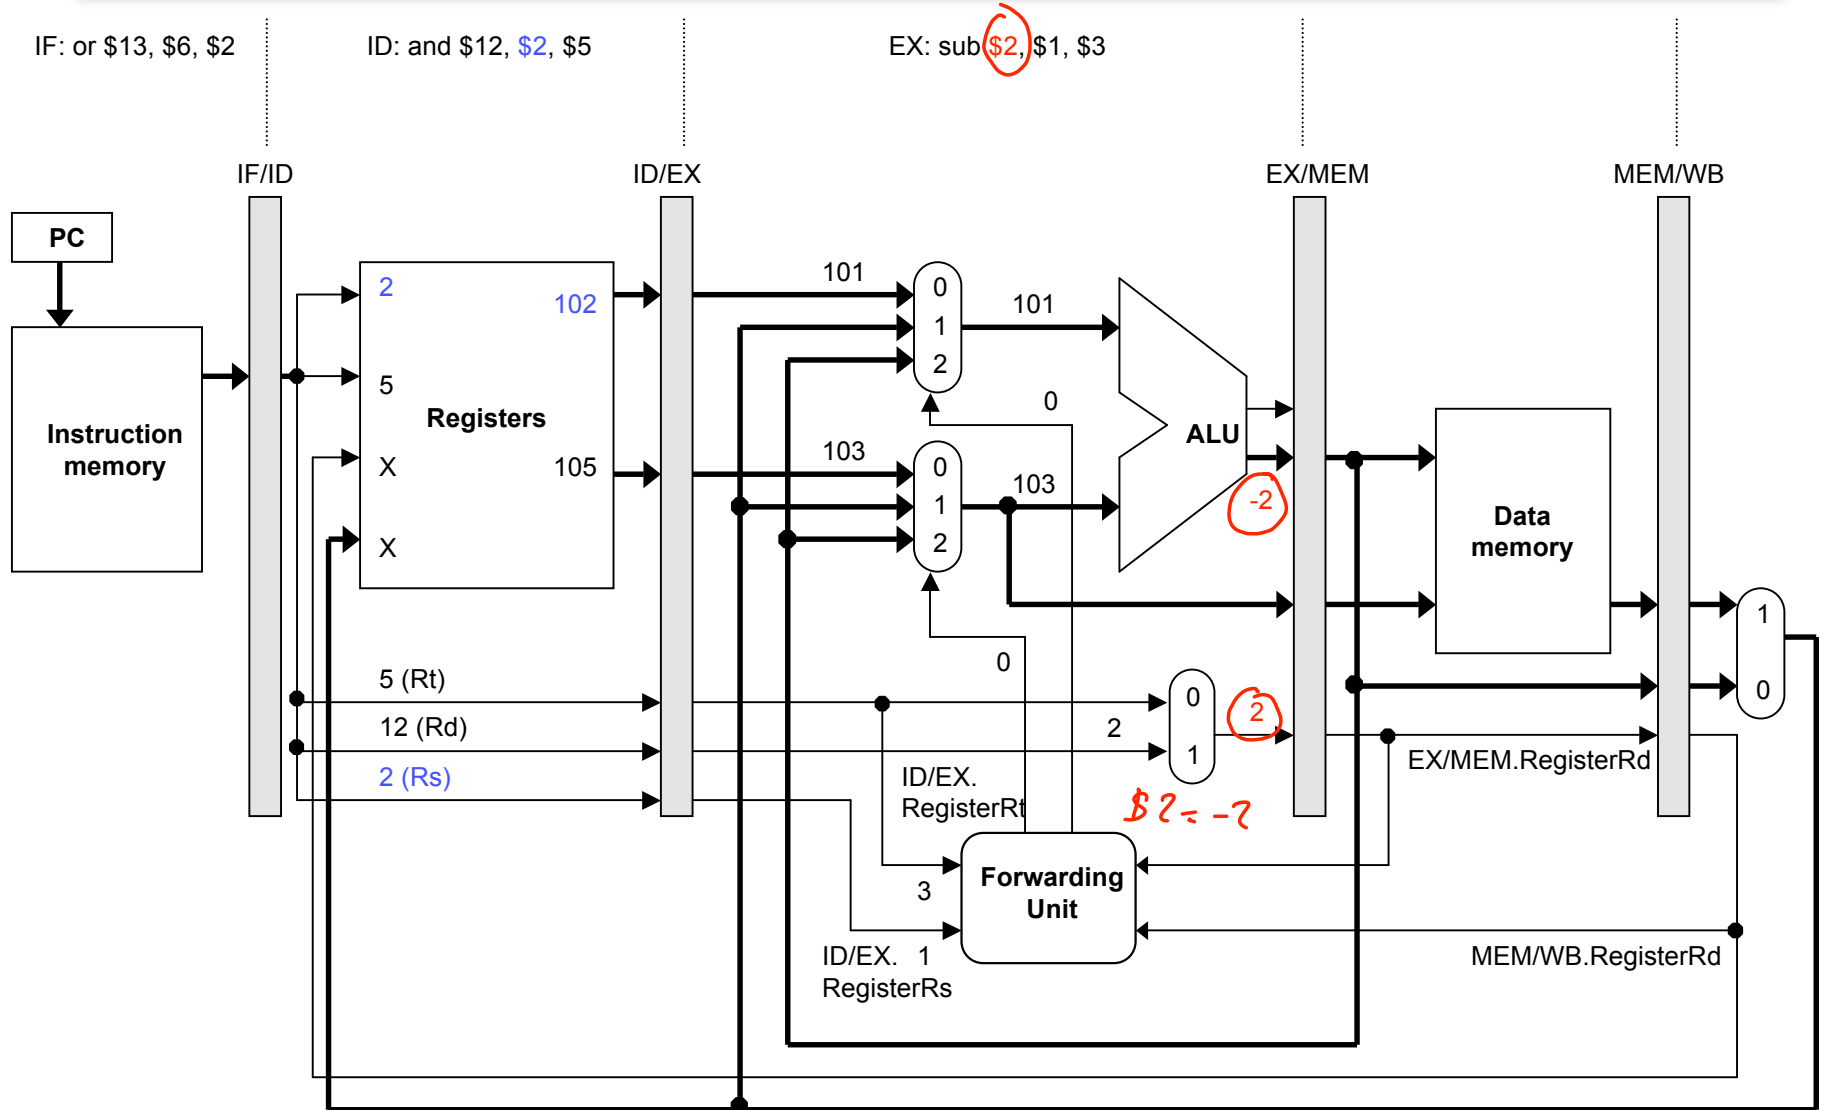 IF: or $13, $6, $2
ID: and $12, $2, $5
EX: sub $2, $1, $3
IF/ID
ID/EX
EX/MEM
MEM/WB
PC
Instruction
memory
2
102
5
Registers
X
105
X
101
0
1
2
101
0
103
0
1
2
103
0
ALU
-2
Data
memory
1
0
5 (Rt)
12 (Rd)
2 (Rs)
2
0
1
2
ID/EX.
RegisterRt
$2 = -2
EX/MEM.RegisterRd
3
Forwarding
Unit
ID/EX. 1
RegisterRs
MEM/WB.RegisterRd